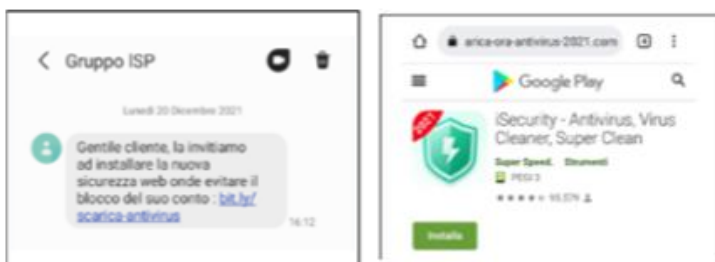 Gruppo ISP
Lunedì 20 Dicembre 2021
Gentile cliente, la invitiamo
ad installare la nuova
sicurezza web onde evitare il
blocco del suo conto : bit.ly/
scarica-antivirus
16:12
arica-ora-antivirus-2021.com
Google Play
2021
iSecurity - Antivirus, Virus
Cleaner, Super Clean
Super Speed. Strumenti
PEGI 3
Installa